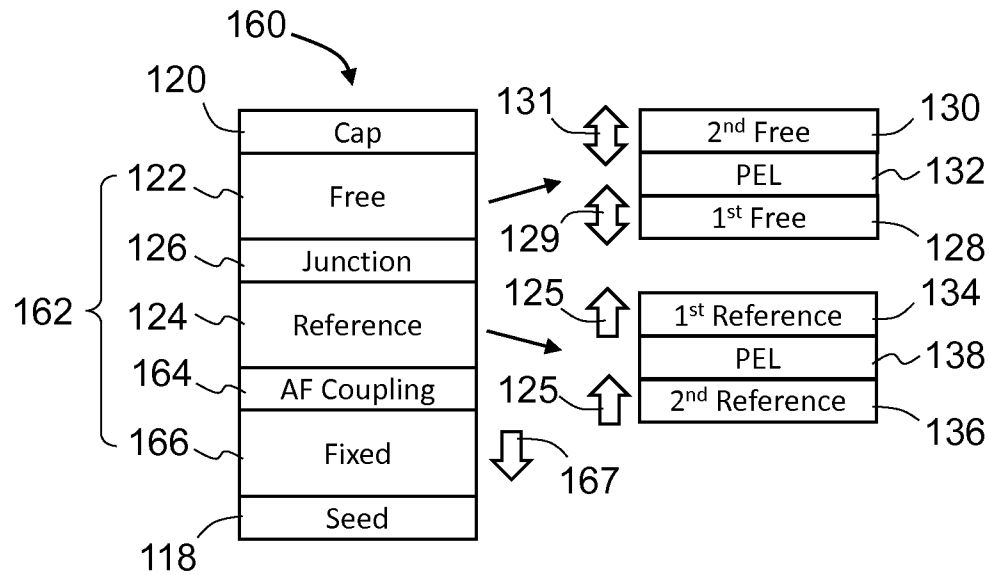 160
120
Cap
131
2nd Free
130
122
Free
PEL
132
129
1st Free
128
126
Junction
162
124
Reference
125
1st Reference
134
PEL
138
164
AF Coupling
125
2nd Reference
136
166
Fixed
167
118
Seed